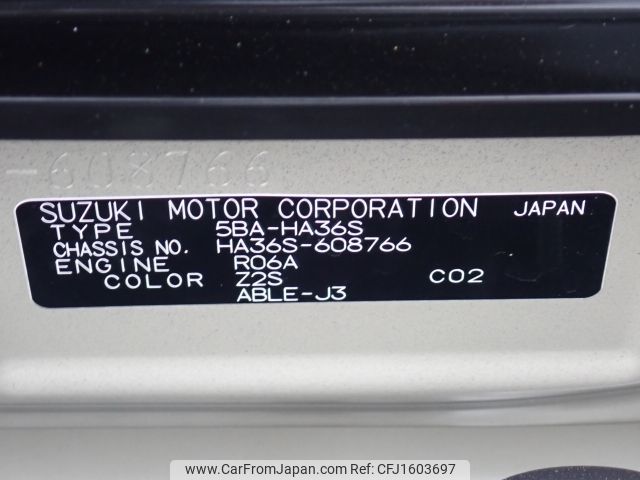 -608766
SUZUKI MOTOR CORPORATION JAPAN
TYPE 5BA-HA36S
CHASSIS NO. HA36S-608766
ENGINE R06A
COLOR Z2S C02
ABLE-J3
www.CarFromJapan.com | CarFromJapan CFJ1603697